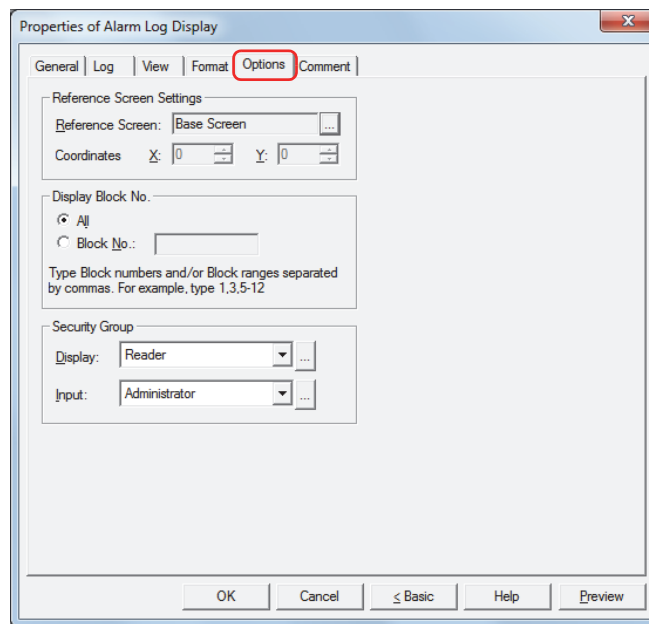 Properties of Alarm Log Display
General Log View Format Options Comment
Reference Screen Settings
Reference Screen: Base Screen ...
Coordinates X: 0 Y: 0
Display Block No.
All
Block No.:
Type Block numbers and/or Block ranges separated
by commas. For example, type 1,3,5-12
Security Group
Display: Reader ...
Input: Administrator ...
OK Cancel < Basic Help Preview